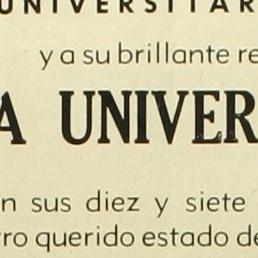 UNIVERSITAR
y a su brillante re
A UNIVER
n sus diez y siete
ro querido estado de